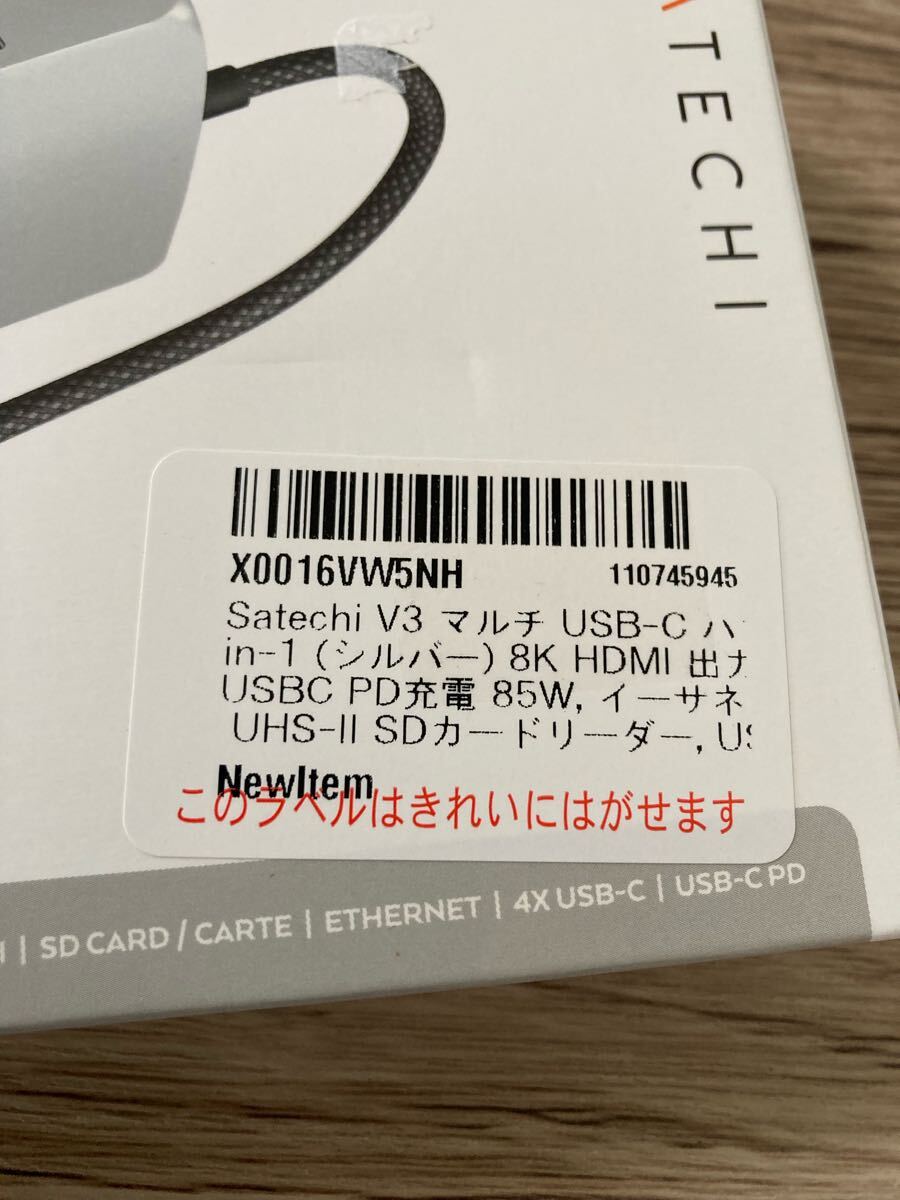 ATECHI
X0016VW5NH 110745945
Satechi V3 マルチ USB-C ハ
in-1 (シルバー) 8K HDMI 出
USBC PD充電 85W, イーサネ
UHS-II SDカードリーダー, US
NewItem
このラベルはきれいにはがせます
| SD CARD / CARTE | ETHERNET | 4X USB-C | USB-C PD